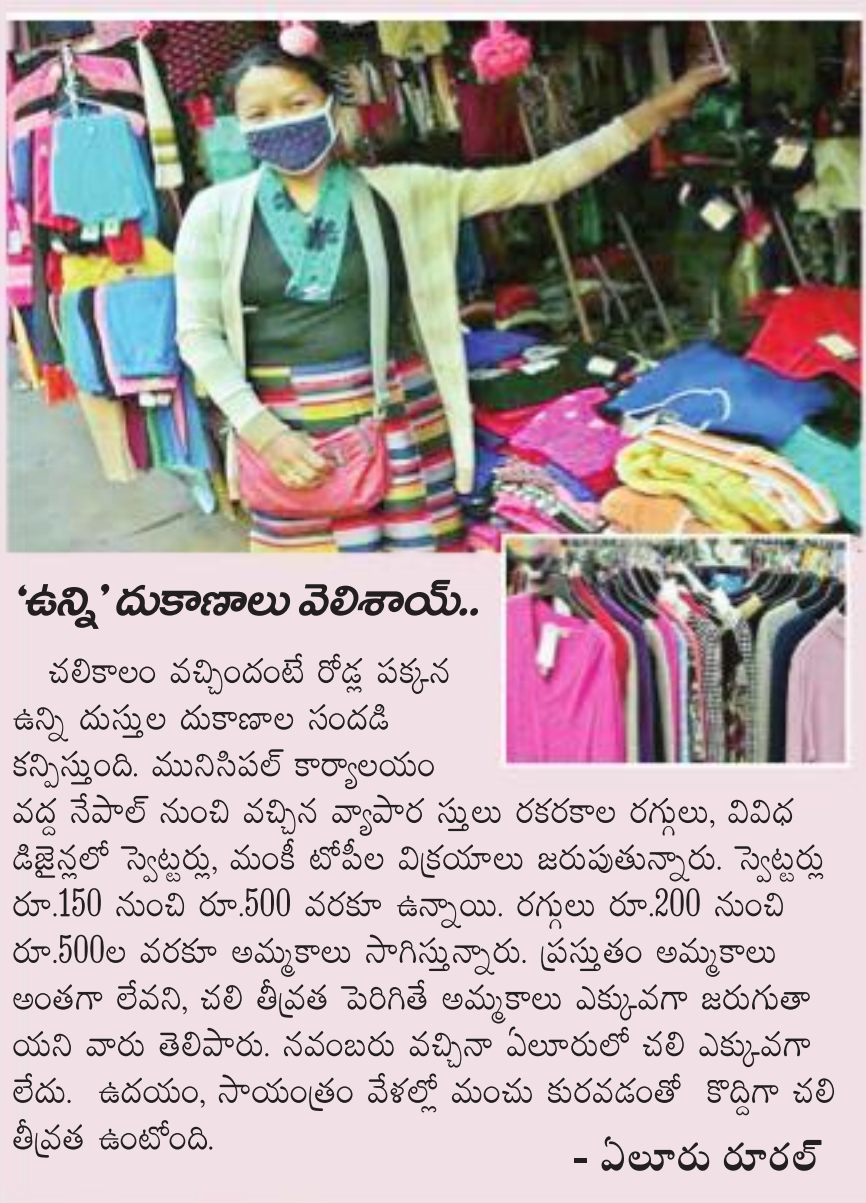 ‘ఉన్ని’ దుకాణాలు వెలిశాయ్..
చలికాలం వచ్చిందంటే రోడ్ల పక్కన
ఉన్ని దుస్తుల దుకాణాల సందడి
కన్పిస్తుంది. మునిసిపల్ కార్యాలయం
వద్ద నేపాల్ నుంచి వచ్చిన వ్యాపార స్తులు రకరకాల రగ్గులు, వివిధ
డిజైన్లలో స్వెట్టర్లు, మంకీ టోపీల విక్రయాలు జరుపుతున్నారు. స్వెట్టర్లు
రూ.150 నుంచి రూ.500 వరకూ ఉన్నాయి. రగ్గులు రూ.200 నుంచి
రూ.500ల వరకూ అమ్మకాలు సాగిస్తున్నారు. ప్రస్తుతం అమ్మకాలు
అంతగా లేవని, చలి తీవ్రత పెరిగితే అమ్మకాలు ఎక్కువగా జరుగుతా
యని వారు తెలిపారు. నవంబరు వచ్చినా ఏలూరులో చలి ఎక్కువగా
లేదు. ఉదయం, సాయంత్రం వేళల్లో మంచు కురవడంతో కొద్దిగా చలి
తీవ్రత ఉంటోంది.
- ఏలూరు రూరల్